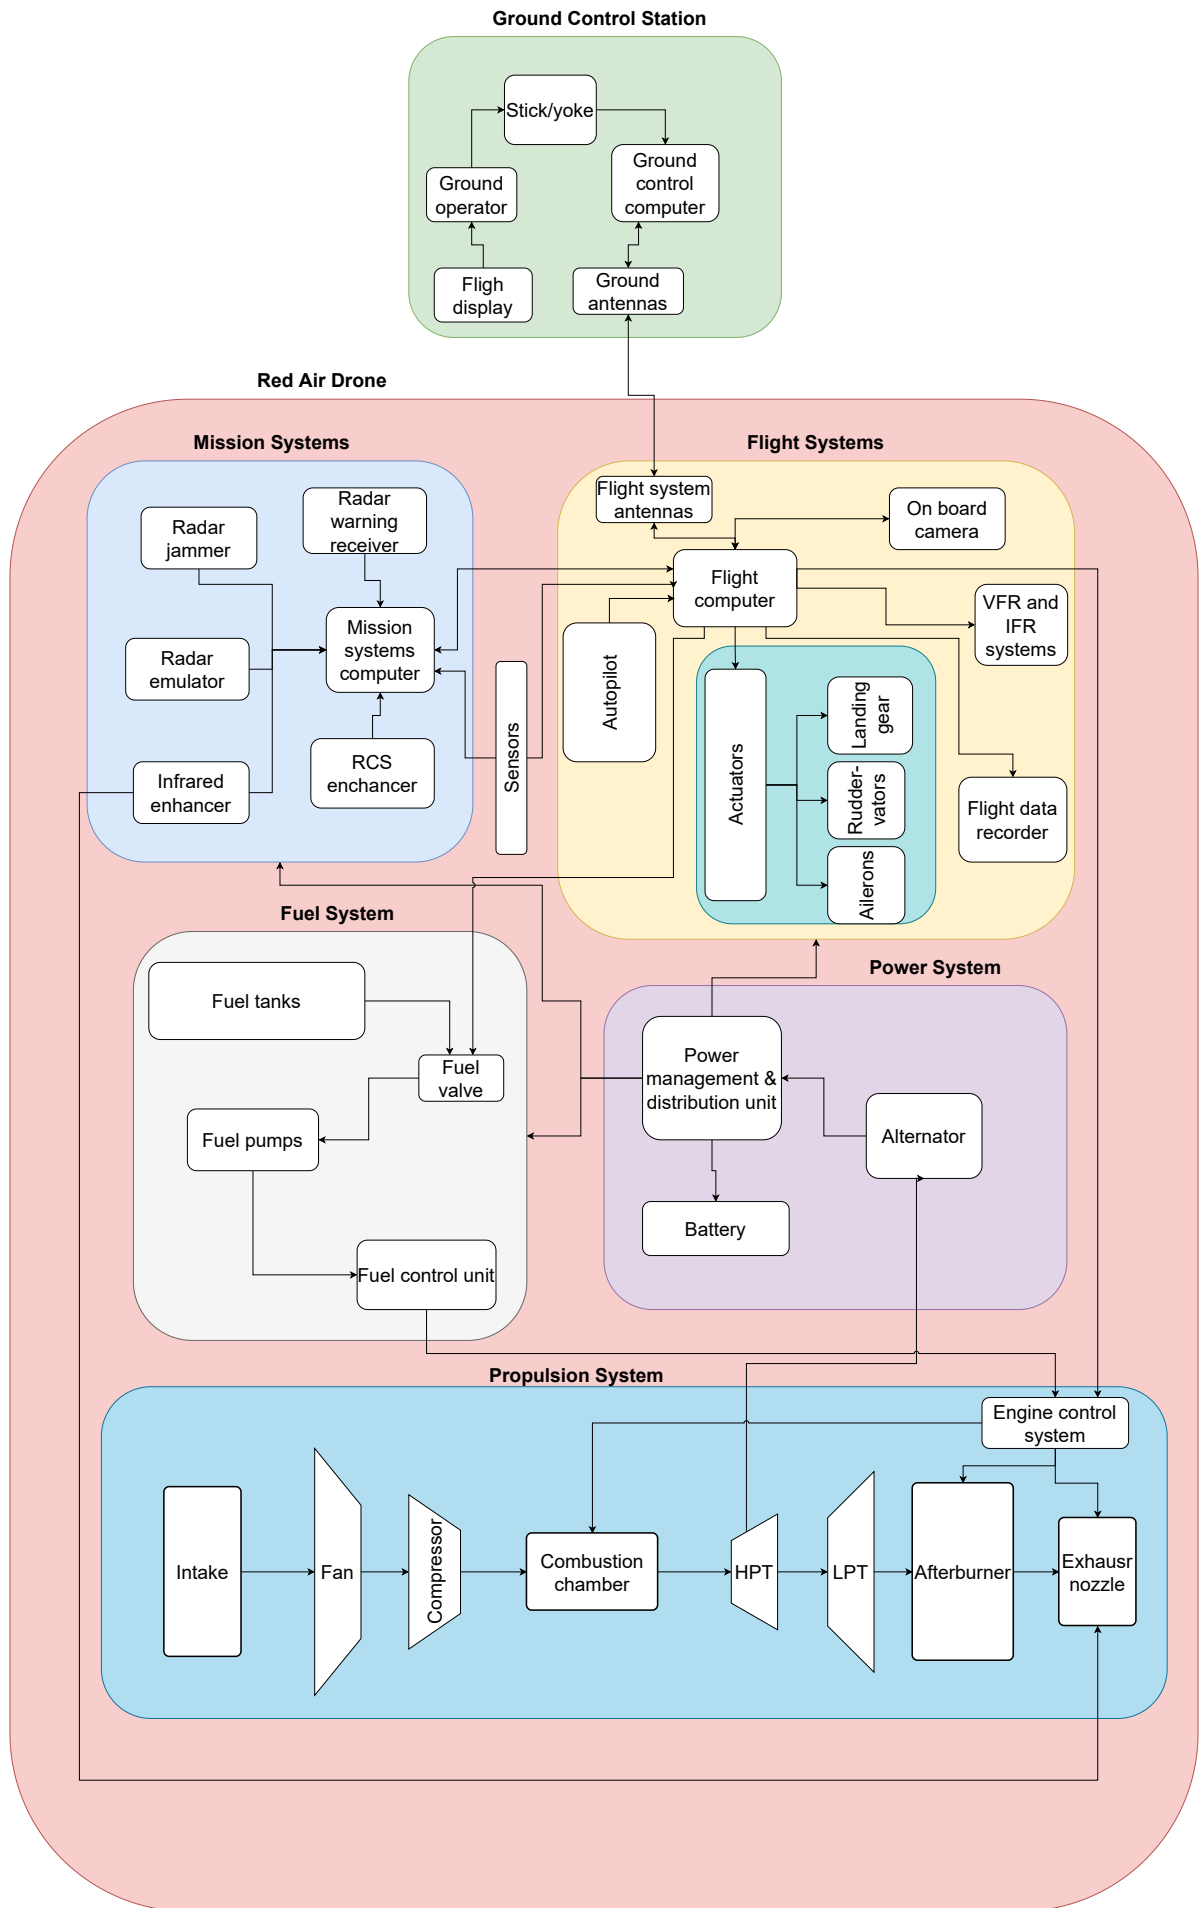 Ground Control Station
Stick/yoke
Ground
control
computer
Ground
operator
Fligh
display
Ground
antennas
Red Air Drone
Mission Systems
Flight Systems
Radar
jammer
Radar
warning
receiver
Flight system
antennas
On board
camera
Flight
computer
VFR and
IFR
systems
Mission
systems
computer
Radar
emulator
Autopilot
Sensors
Actuators
Landing
gear
Rudder-
vators
Ailerons
RCS
enchancer
Infrared
enhancer
Flight data
recorder
Fuel System
Power System
Fuel tanks
Fuel
valve
Fuel pumps
Fuel control unit
Power
management &
distribution unit
Alternator
Battery
Propulsion System
Engine control
system
Intake
Fan
Compressor
Combustion
chamber
HPT
LPT
Afterburner
Exhausr
nozzle